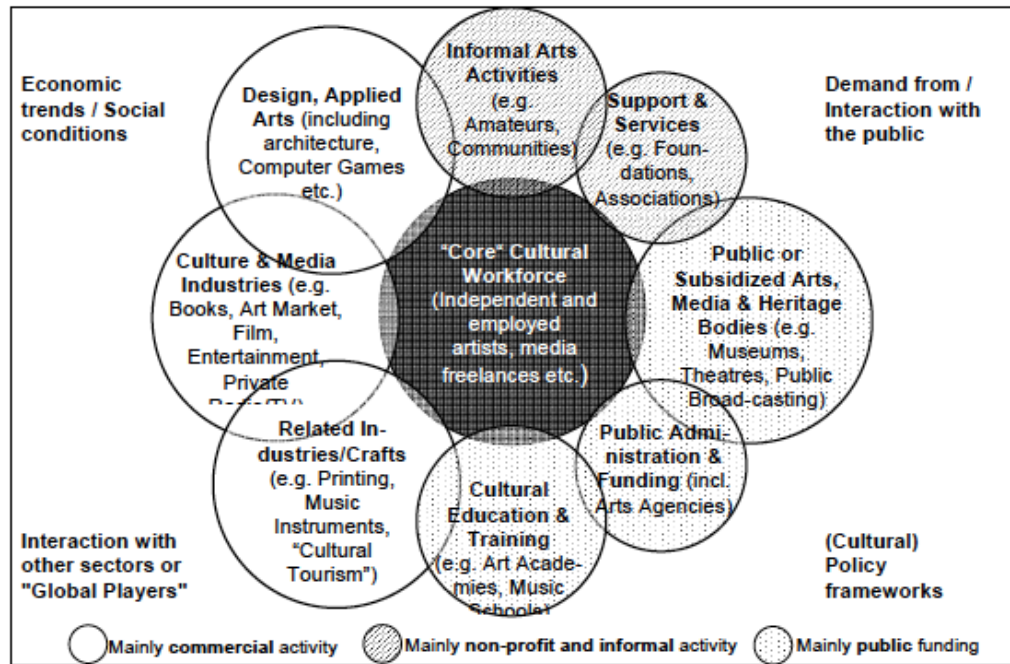 Economic
trends / Social
conditions
Design, Applied
Arts (including
architecture,
Computer Games
etc.)
Informal Arts
Activities
(e.g.
Amateurs,
Communities)
Support &
Services
(e.g. Foun-
dations,
Associations)
Demand from /
Interaction with
the public
Culture & Media
Industries (e.g.
Books, Art Market,
Film,
Entertainment,
Private
"Core" Cultural
Workforce
(Independent and
employed
artists, media
freelances etc.)
Public or
Subsidized Arts,
Media & Heritage
Bodies (e.g.
Museums,
Theatres, Public
Broad-casting)
Related In-
dustries/Crafts
(e.g. Printing,
Music
Instruments,
"Cultural
Tourism")
Cultural
Education &
Training
(e.g. Art Acade-
mies, Music
Schools)
Public Admi-
nistration &
Funding (incl.
Arts Agencies)
Interaction with
other sectors or
"Global Players"
(Cultural)
Policy
frameworks
Mainly commercial activity
Mainly non-profit and informal activity
Mainly public funding